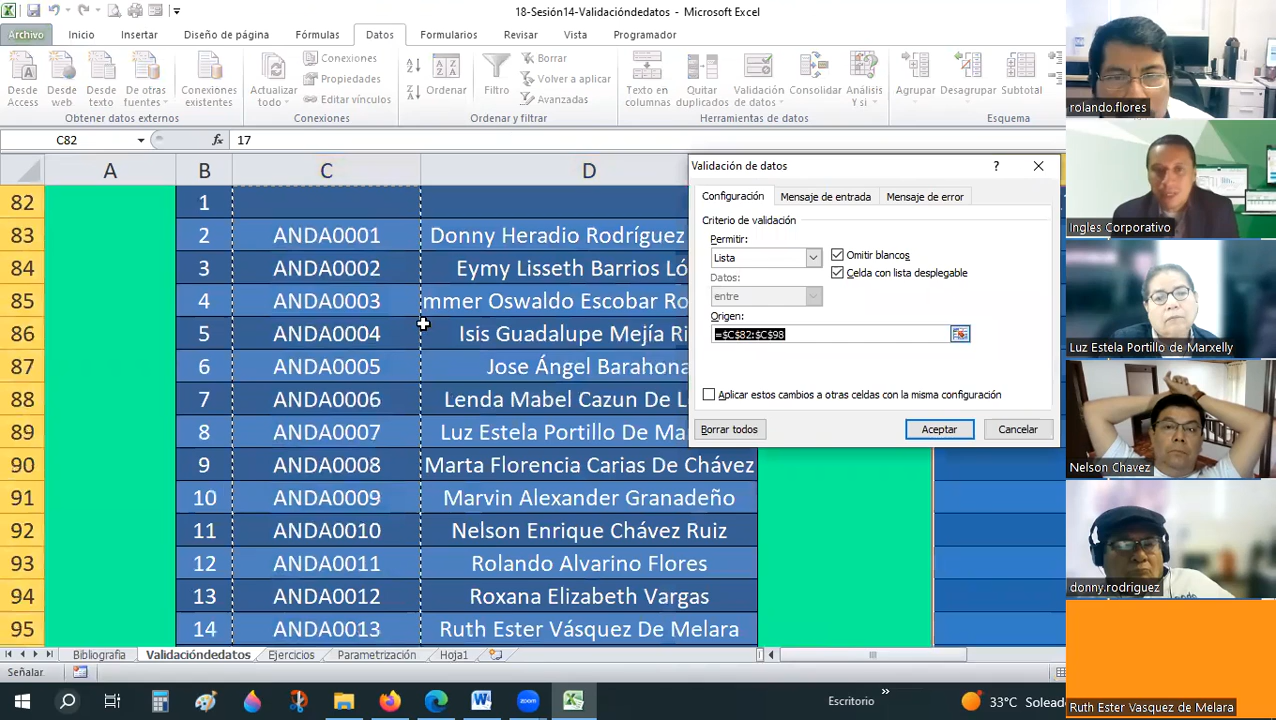 18-Sesión14-Validacióndedatos - Microsoft Excel
Archivo Inicio Insertar Diseño de página Fórmulas Datos Formularios Revisar Vista Programador
Desde Access
Desde web
Desde texto
De otras fuentes
Conexiones existentes
Obtener datos externos
Actualizar todo
Conexiones
Propiedades
Editar vínculos
Conexiones
Ordenar
Filtro
Borrar
Volver a aplicar
Avanzadas
Ordenar y filtrar
Texto en columnas
Quitar duplicados
Validación de datos
Consolidar
Análisis Y si
Herramientas de datos
Agrupar
Desagrupar
Subtotal
Esquema
C82 fx 17
A B C D
82 1
83 2 ANDA0001 Donny Heradio Rodríguez
84 3 ANDA0002 Eymy Lisseth Barrios Ló
85 4 ANDA0003 mmer Oswaldo Escobar Ro
86 5 ANDA0004 Isis Guadalupe Mejía Ri
87 6 ANDA0005 Jose Ángel Barahona
88 7 ANDA0006 Lenda Mabel Cazun De L
89 8 ANDA0007 Luz Estela Portillo De Ma
90 9 ANDA0008 Marta Florencia Carias De Chávez
91 10 ANDA0009 Marvin Alexander Granadeño
92 11 ANDA0010 Nelson Enrique Chávez Ruiz
93 12 ANDA0011 Rolando Alvarino Flores
94 13 ANDA0012 Roxana Elizabeth Vargas
95 14 ANDA0013 Ruth Ester Vásquez De Melara
Validación de datos ?
Configuración Mensaje de entrada Mensaje de error
Criterio de validación
Permitir:
Lista
Omitir blancos
Celda con lista desplegable
Datos:
entre
Origen:
=$C$82:$C$98
Aplicar estos cambios a otras celdas con la misma configuración
Borrar todos Aceptar Cancelar
Bibliografia Validacióndedatos Ejercicios Parametrización Hoja1
Señalar
Escritorio » 33°C Solead
zoom
rolando.flores
Ingles Corporativo
Luz Estela Portillo de Marxelly
Nelson Chavez
donny.rodriguez
Ruth Ester Vasquez de Melara